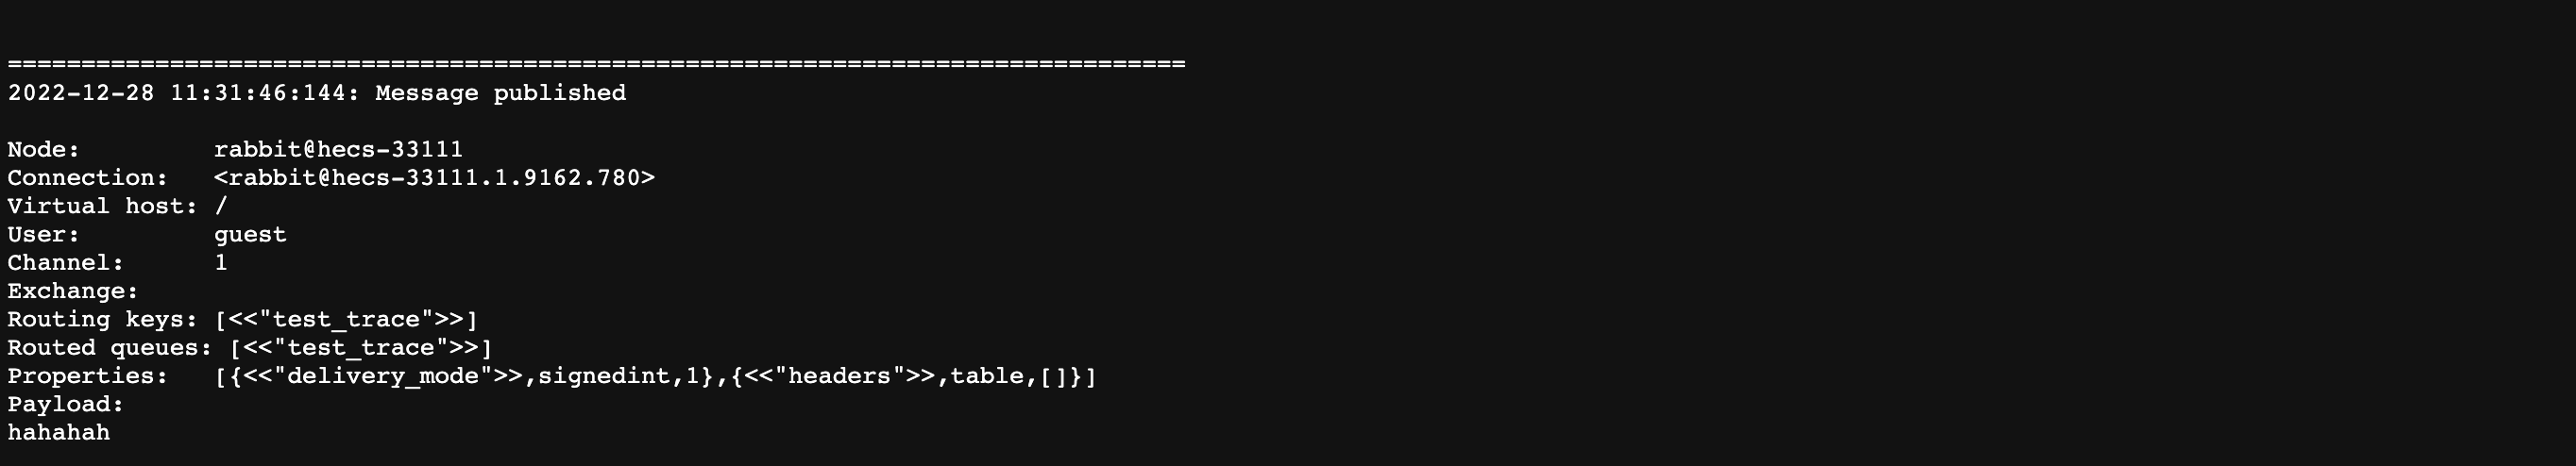 ================================================================================
2022-12-28 11:31:46:144: Message published
Node:         rabbit@hecs-33111
Connection:   <rabbit@hecs-33111.1.9162.780>
Virtual host: /
User:         guest
Channel:      1
Exchange:
Routing keys: [<<"test_trace">>]
Routed queues: [<<"test_trace">>]
Properties:   [{<<"delivery_mode">>,signedint,1},{<<"headers">>,table,[]}]
Payload:
hahahah